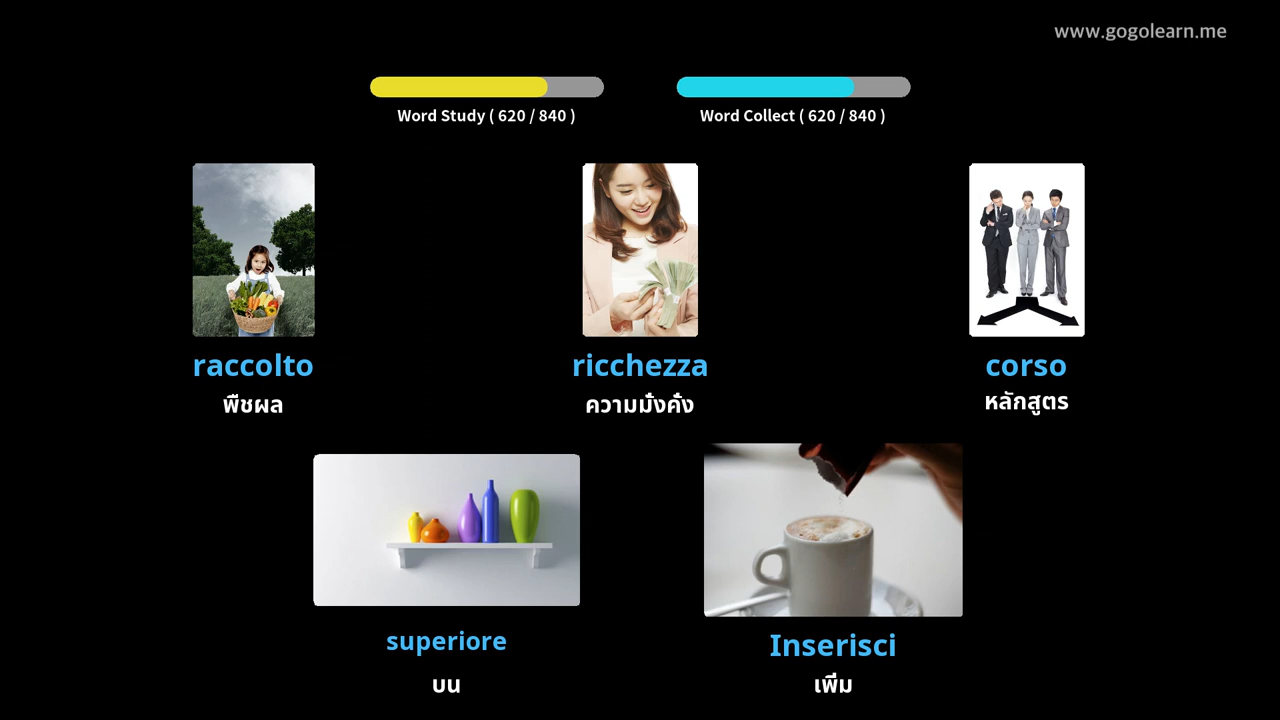 www.gogolearn.me
Word Study ( 620 / 840 )
Word Collect ( 620 / 840 )
raccolto
พืชผล
ricchezza
ความมั่งคั่ง
corso
หลักสูตร
superiore
บน
Inserisci
เพิ่ม